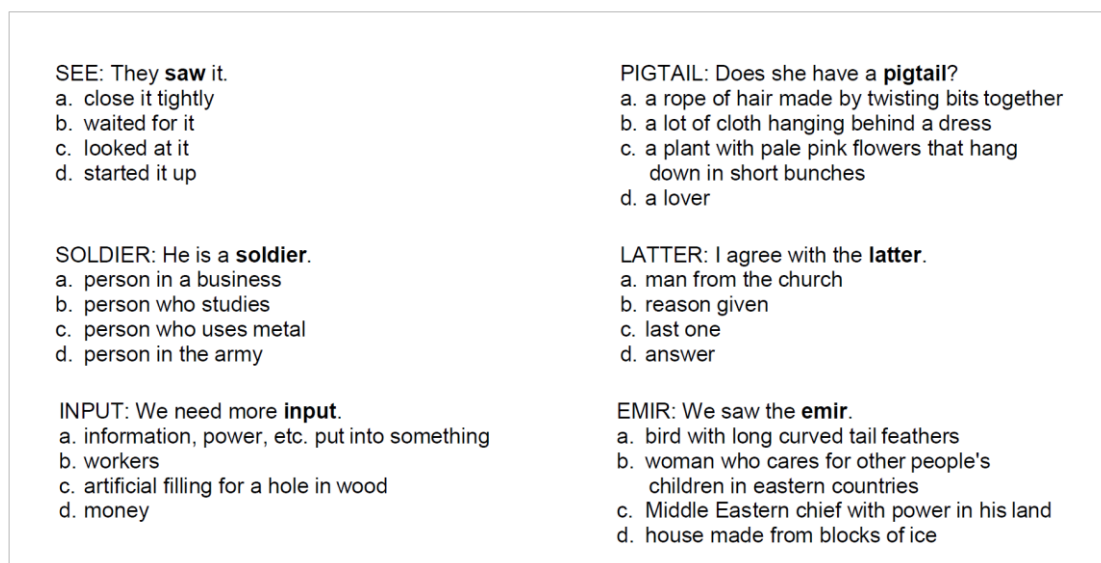 SEE: They saw it.
a. close it tightly
b. waited for it
c. looked at it
d. started it up
SOLDIER: He is a soldier.
a. person in a business
b. person who studies
c. person who uses metal
d. person in the army
INPUT: We need more input.
a. information, power, etc. put into something
b. workers
c. artificial filling for a hole in wood
d. money
PIGTAIL: Does she have a pigtail?
a. a rope of hair made by twisting bits together
b. a lot of cloth hanging behind a dress
c. a plant with pale pink flowers that hang
down in short bunches
d. a lover
LATTER: I agree with the latter.
a. man from the church
b. reason given
c. last one
d. answer
EMIR: We saw the emir.
a. bird with long curved tail feathers
b. woman who cares for other people's
children in eastern countries
c. Middle Eastern chief with power in his land
d. house made from blocks of ice